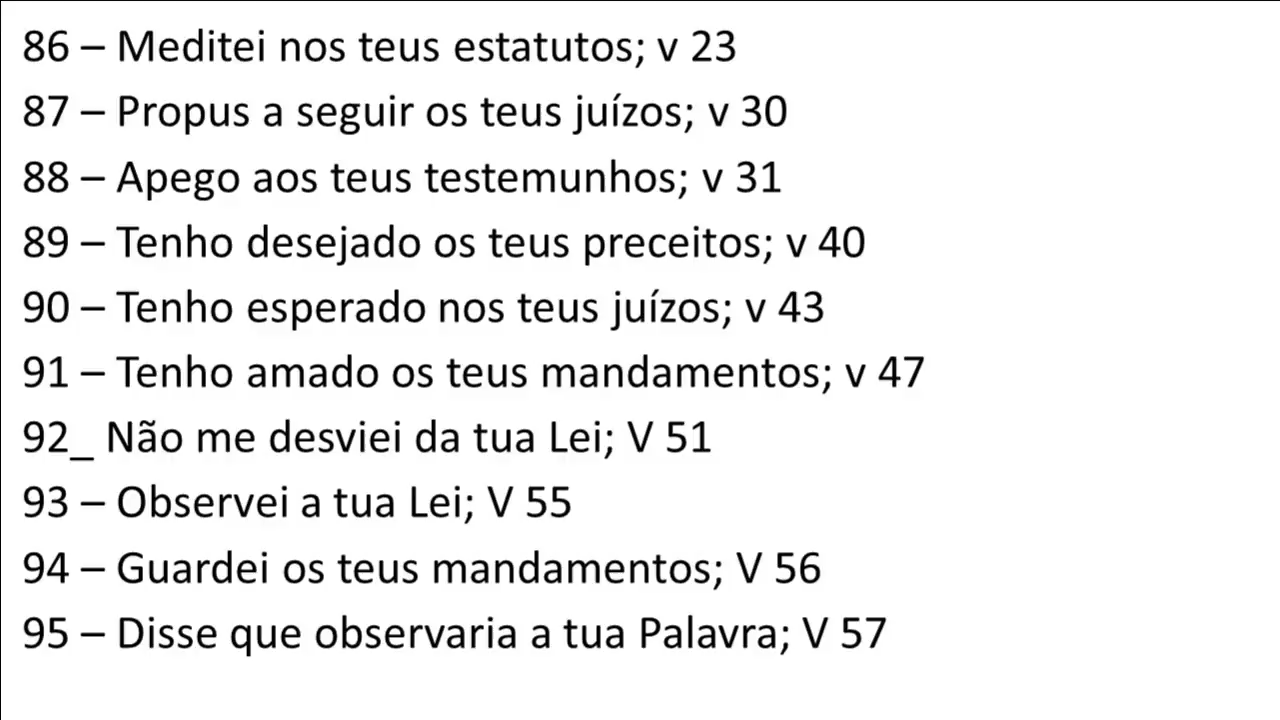 86 – Meditei nos teus estatutos; v 23
87 – Propus a seguir os teus juízos; v 30
88 – Apego aos teus testemunhos; v 31
89 – Tenho desejado os teus preceitos; v 40
90 – Tenho esperado nos teus juízos; v 43
91 – Tenho amado os teus mandamentos; v 47
92_ Não me desviei da tua Lei; V 51
93 – Observei a tua Lei; V 55
94 – Guardei os teus mandamentos; V 56
95 – Disse que observaria a tua Palavra; V 57